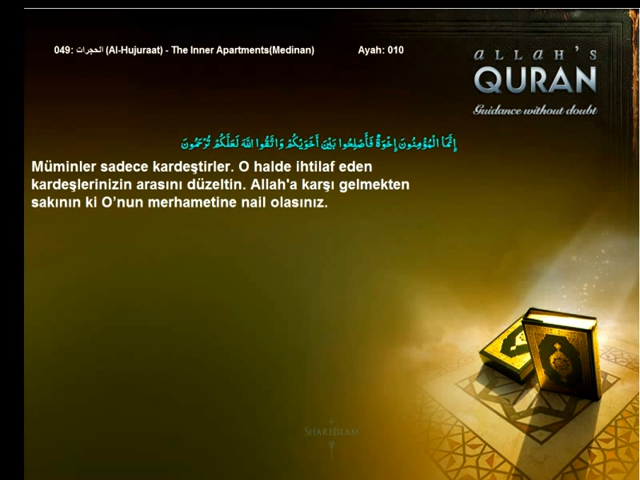 049: الحجرات (Al-Hujuraat) - The Inner Apartments(Medinan) Ayah: 010
ALLAH'S
QURAN
Guidance without doubt
إِنَّمَا الْمُؤْمِنُونَ إِخْوَةٌ فَأَصْلِحُوا بَيْنَ أَخَوَيْكُمْ وَاتَّقُوا اللَّهَ لَعَلَّكُمْ تُرْحَمُونَ
Müminler sadece kardeştirler. O halde ihtilaf eden
kardeşlerinizin arasını düzeltin. Allah'a karşı gelmekten
sakının ki O’nun merhametine nail olasınız.
SHAREISLAM